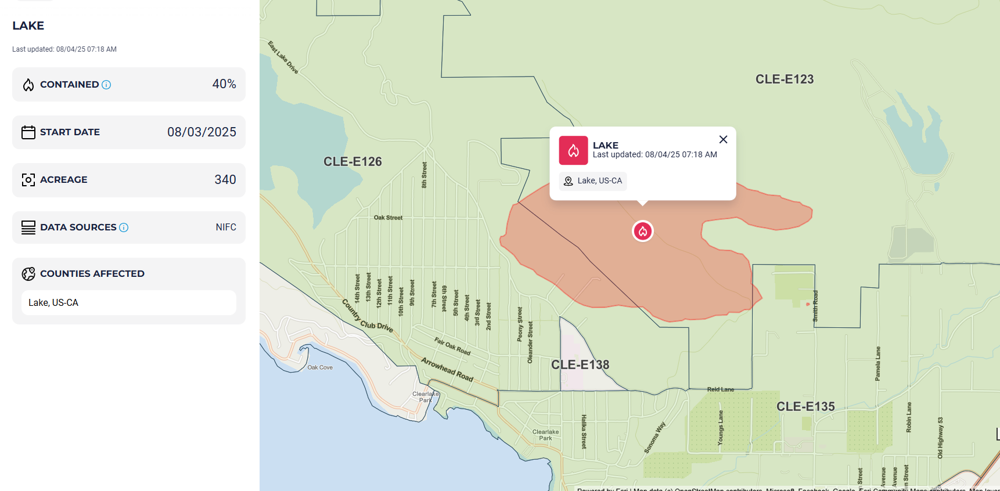 LAKE
Last updated: 08/04/25 07:18 AM
CONTAINED
40%
START DATE
08/03/2025
ACREAGE
340
DATA SOURCES
NIFC
COUNTIES AFFECTED
Lake, US-CA
East Lake Drive
CLE-E123
CLE-E126
LAKE
Last updated: 08/04/25 07:18 AM
Lake, US-CA
8th Street
Oak Street
14th Street
13th Street
12th Street
11th Street
10th Street
9th Street
7th Street
6th Street
5th Street
4th Street
3rd Street
2nd Street
Peony Street
Oleander Street
Smith Road
Country Club Drive
Fair Oak Road
Arrowhead Road
CLE-E138
Oak Cove
Pamela Lane
Reid Lane
Clearlake
Park
CLE-E135
Clearlake
Park
Halika Street
Sonoma Way
Youngs Lane
Robin Lane
Old Highway 53
Street
Avenue
Avenue
Street
Powered by Esri | Map data (c) OpenStreetMap contributors, Microsoft, Facebook, Google, Esri Community Maps contributors, Map layer